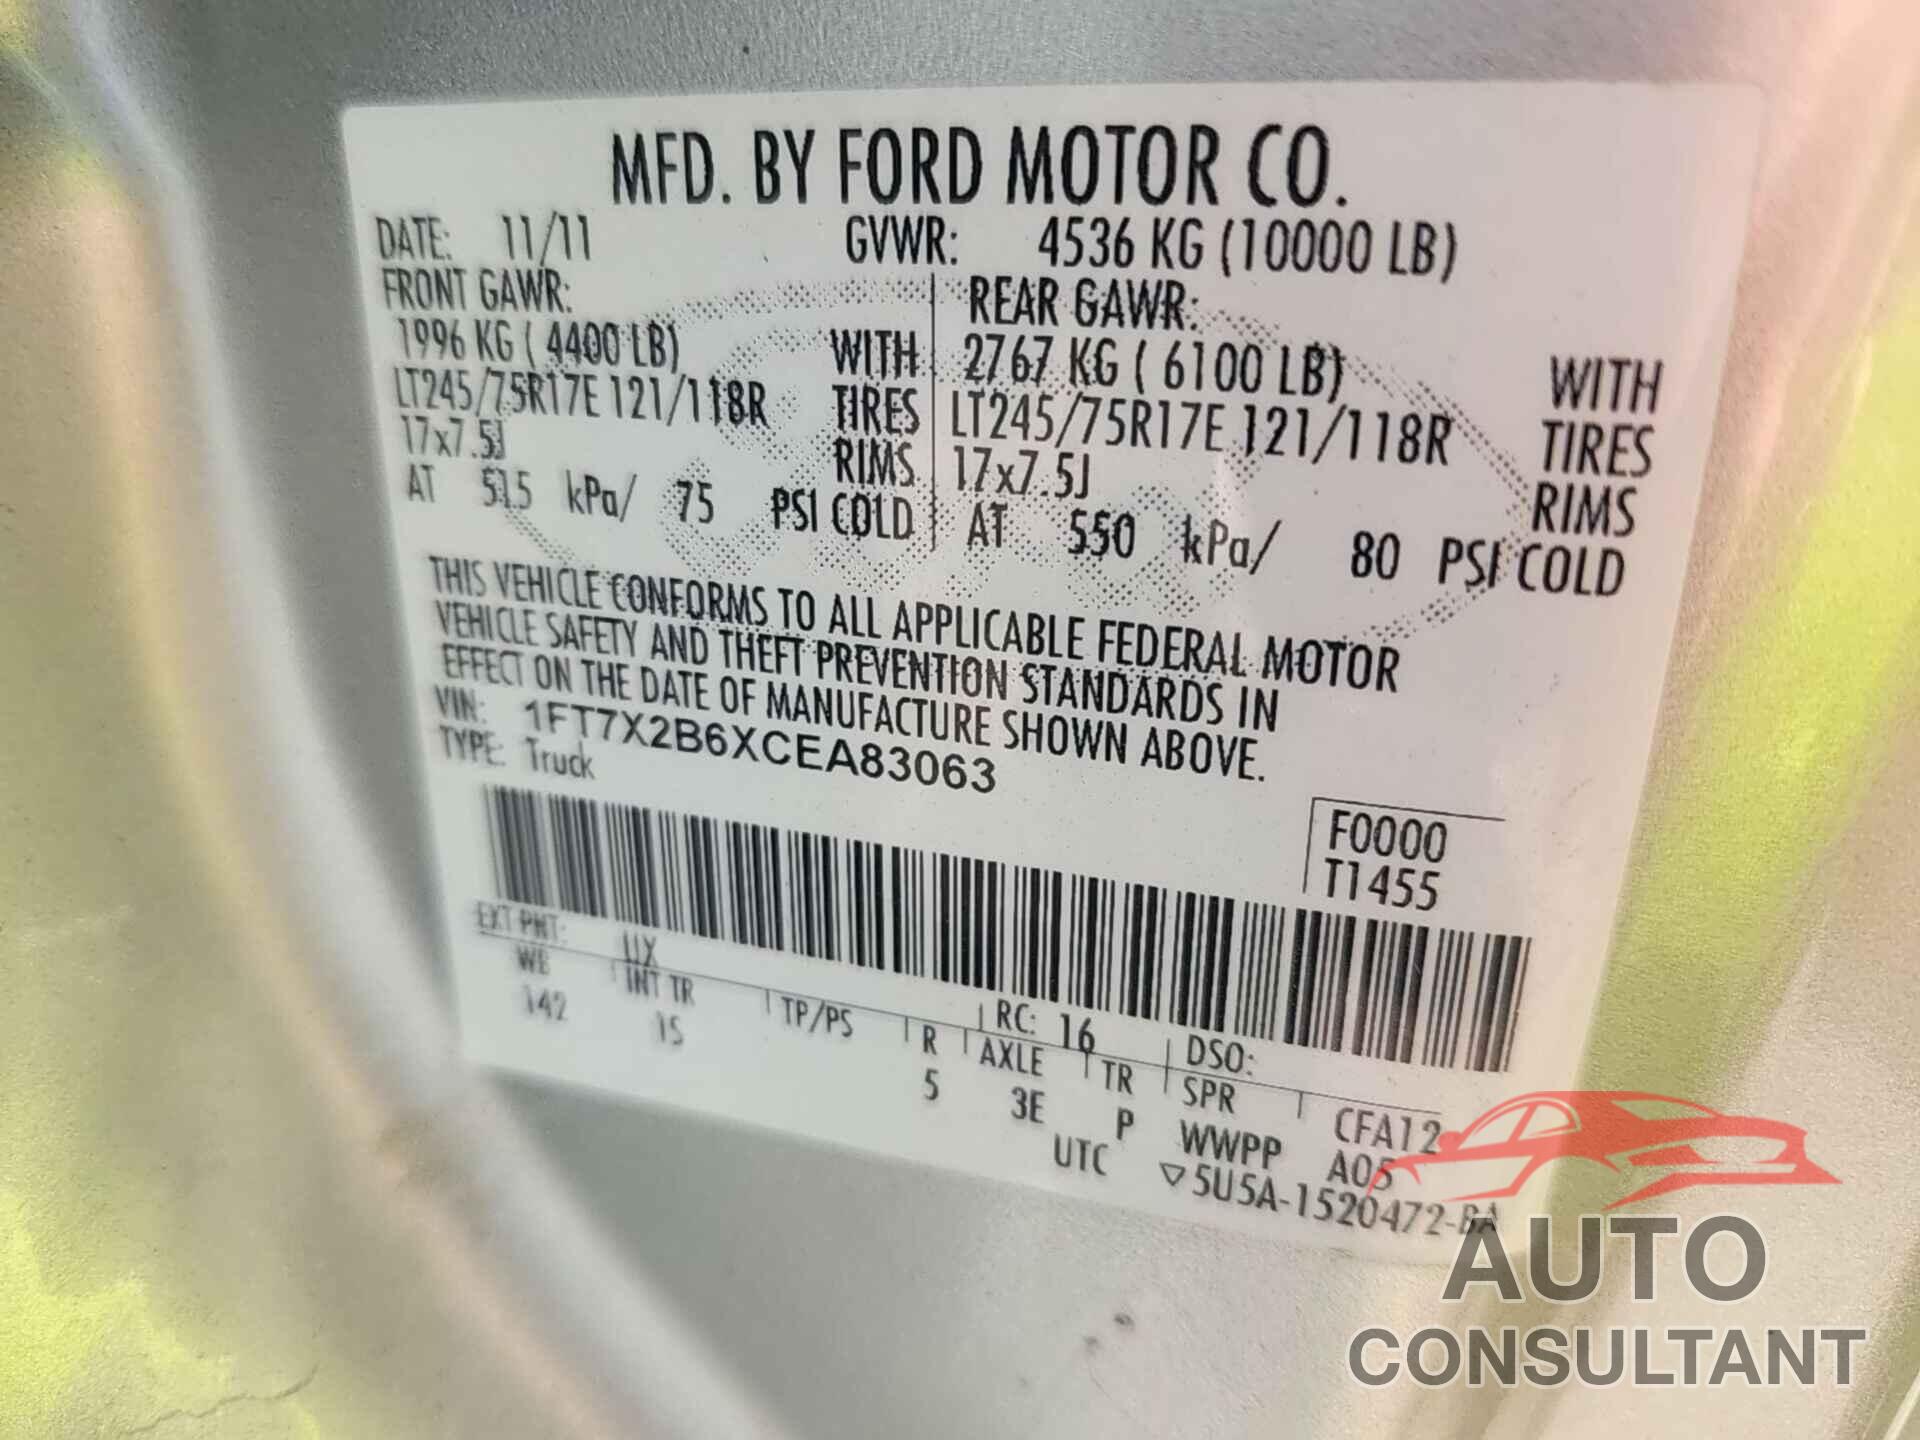 MFD. BY FORD MOTOR CO.
DATE: 11/11 GVWR: 4536 KG (10000 LB)
FRONT GAWR: REAR GAWR:
1996 KG ( 4400 LB) WITH 2767 KG ( 6100 LB) WITH
LT245/75R17E 121/118R TIRES LT245/75R17E 121/118R TIRES
17x7.5J RIMS 17x7.5J RIMS
AT 515 kPa/ 75 PSI COLD AT 550 kPa/ 80 PSI COLD
THIS VEHICLE CONFORMS TO ALL APPLICABLE FEDERAL MOTOR
VEHICLE SAFETY AND THEFT PREVENTION STANDARDS IN
EFFECT ON THE DATE OF MANUFACTURE SHOWN ABOVE.
VIN: 1FT7X2B6XCEA83063
TYPE: Truck
F0000
T1455
EXT PNT: UX RC: 16 DSO:
WB INT TR TP/PS R AXLE TR SPR CFA12
142 15 5 3E P WWPP A05
UTC ▽5U5A-1520472-BA
AUTO
CONSULTANT